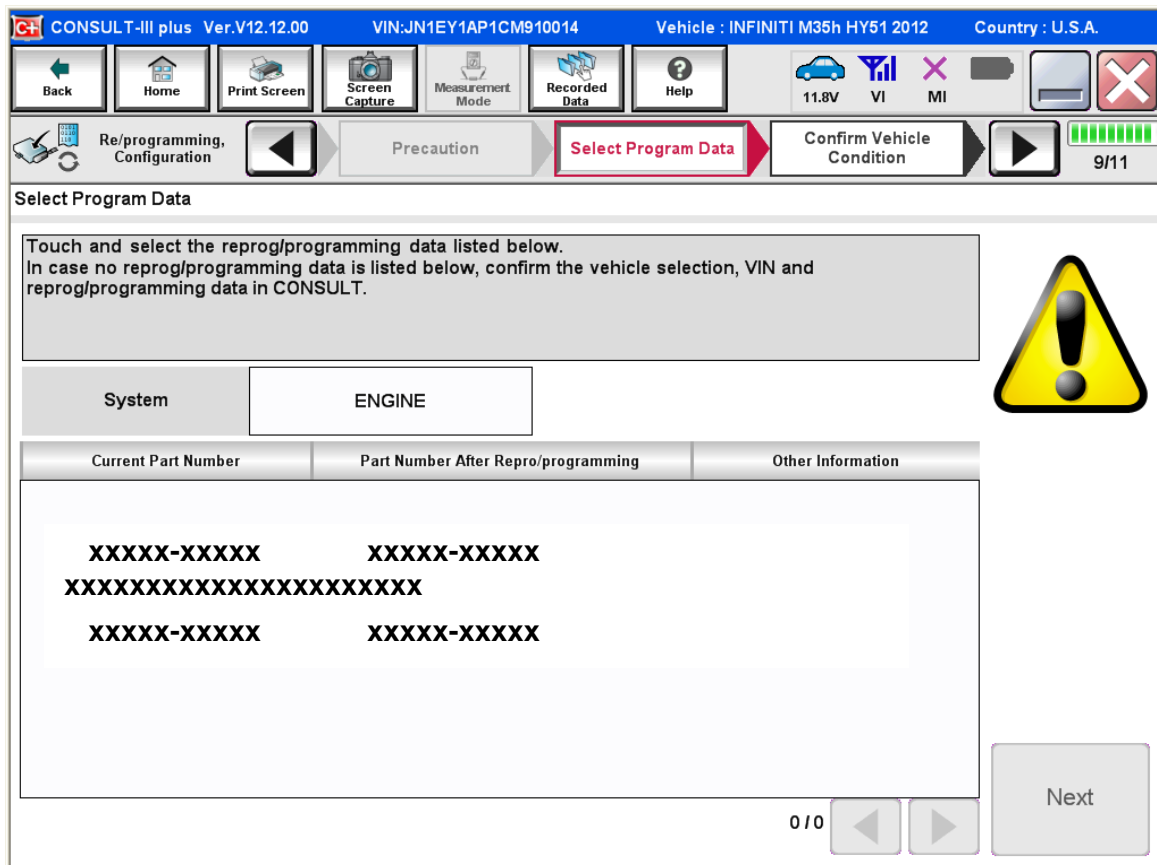 C+ CONSULT-III plus Ver.V12.12.00 VIN:JN1EY1AP1CM910014 Vehicle : INFINITI M35h HY51 2012 Country : U.S.A.
Back
Home
Print Screen
Screen
Capture
Measurement
Mode
Recorded
Data
Help
11.8V
VI
MI
Re/programming,
Configuration
Precaution
Select Program Data
Confirm Vehicle
Condition
9/11
Select Program Data
Touch and select the reprog/programming data listed below.
In case no reprog/programming data is listed below, confirm the vehicle selection, VIN and
reprog/programming data in CONSULT.
System
ENGINE
Current Part Number
Part Number After Repro/programming
Other Information
XXXXX-XXXXX XXXXX-XXXXX
XXXXXXXXXXXXXXXXXXXXXX
XXXXX-XXXXX XXXXX-XXXXX
0 / 0
Next